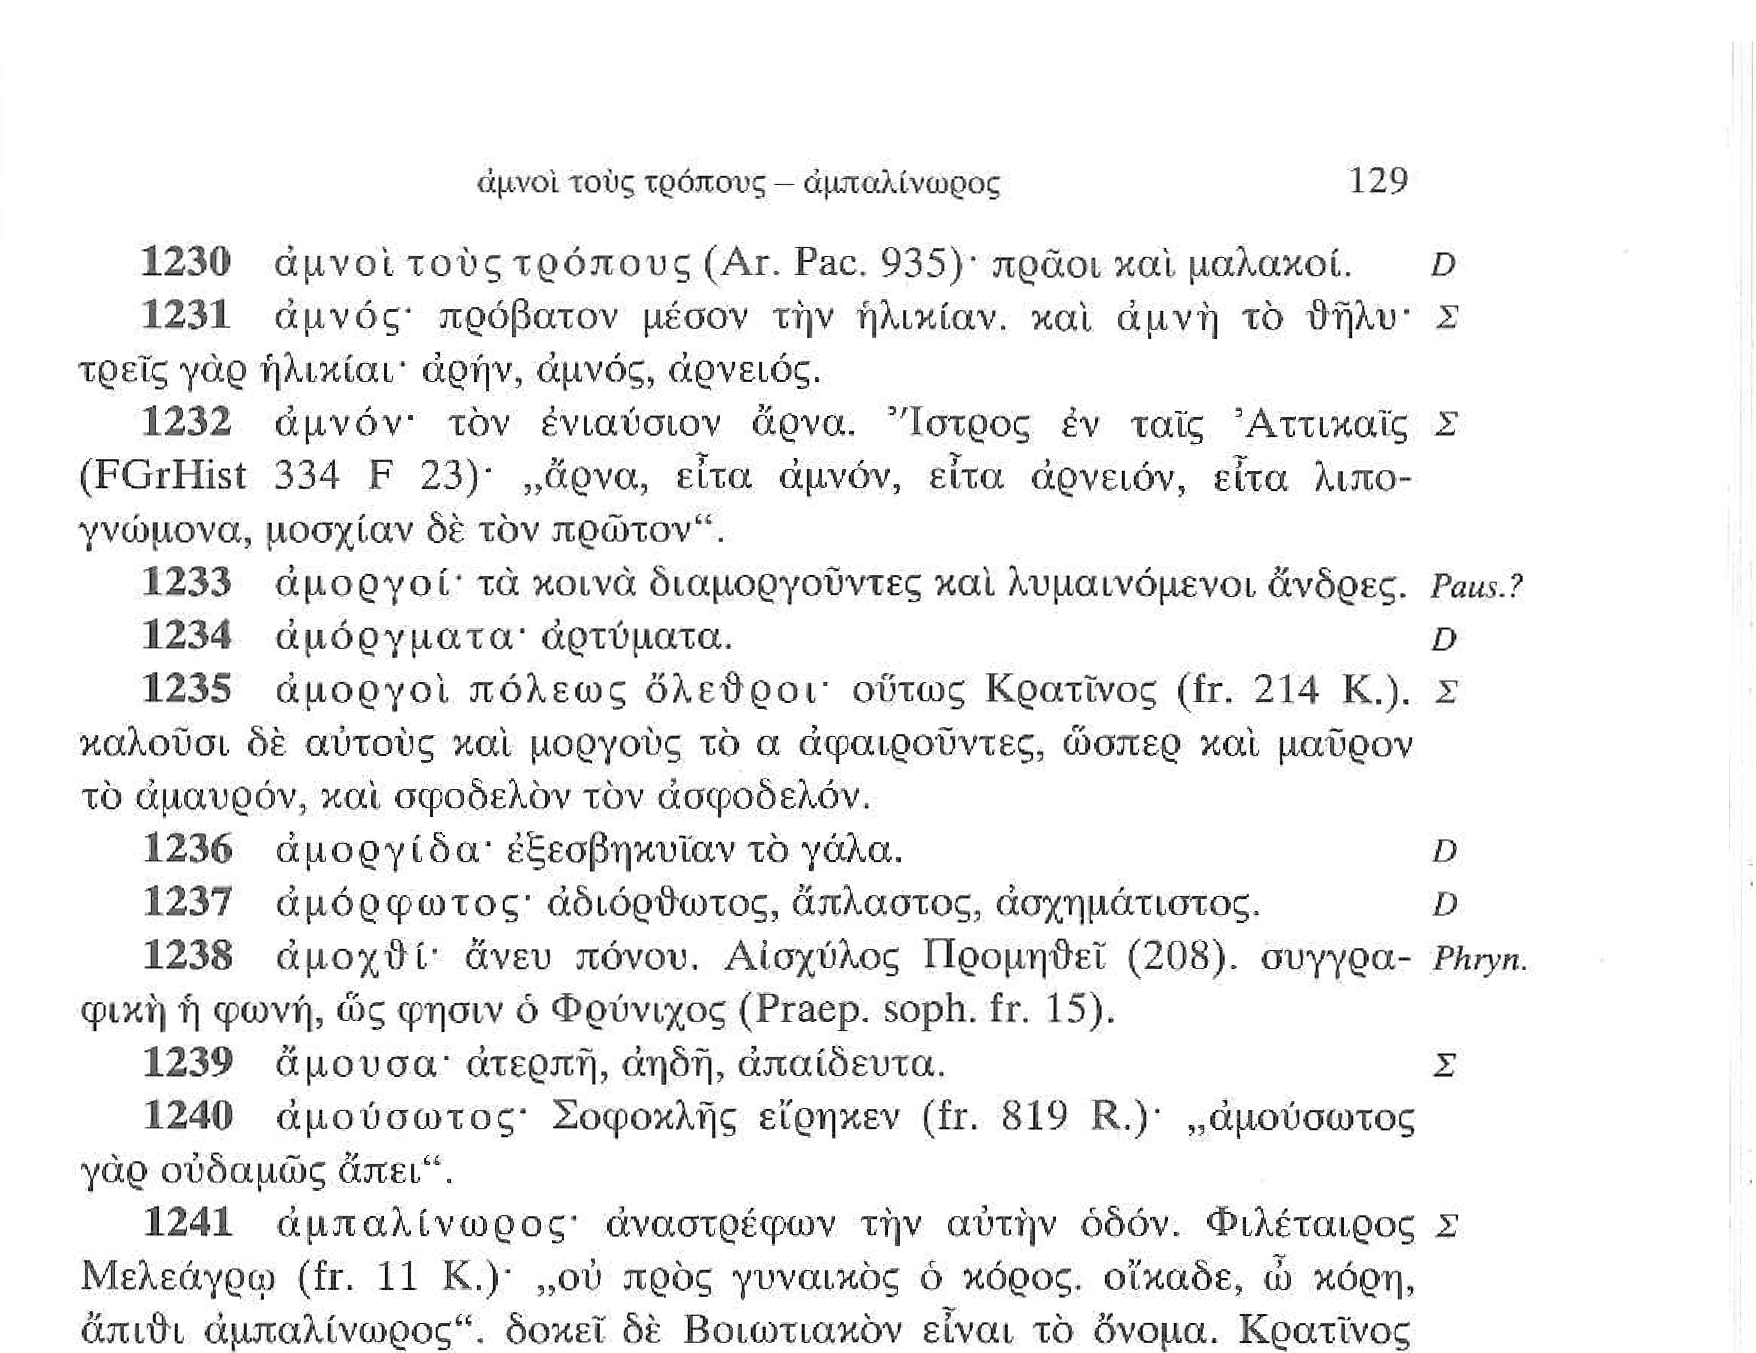 ἀμνοὶ τοὺς τρόπους – ἀμπαλίνωρος 129
1230 ἀμνοὶ τοὺς τρόπους (Ar. Pac. 935)· πρᾶοι καὶ μαλακοί. D
1231 ἀμνός· πρόβατον μέσον τὴν ἡλικίαν. καὶ ἀμνὴ τὸ θῆλυ· Σ
τρεῖς γὰρ ἡλικίαι· ἀρήν, ἀμνός, ἀρνειός.
1232 ἀμνόν· τὸν ἐνιαύσιον ἄρνα. Ἴστρος ἐν ταῖς Ἀττικαῖς Σ
(FGrHist 334 F 23)· „ἄρνα, εἶτα ἀμνόν, εἶτα ἀρνειόν, εἶτα λιπο-
γνώμονα, μοσχίαν δὲ τὸν πρῶτον“.
1233 ἀμοργοί· τὰ κοινὰ διαμοργοῦντες καὶ λυμαινόμενοι ἄνδρες. Paus.?
1234 ἀμόργματα· ἀρτύματα. D
1235 ἀμοργοὶ πόλεως ὄλεθροι· οὕτως Κρατῖνος (fr. 214 K.). Σ
καλοῦσι δὲ αὐτοὺς καὶ μοργοὺς τὸ α ἀφαιροῦντες, ὥσπερ καὶ μαῦρον
τὸ ἀμαυρόν, καὶ σφοδελὸν τὸν ἀσφοδελόν.
1236 ἀμοργίδα· ἐξεσβηκυῖαν τὸ γάλα. D
1237 ἀμόρφωτος· ἀδιόρθωτος, ἄπλαστος, ἀσχημάτιστος. D
1238 ἀμοχθί· ἄνευ πόνου. Αἰσχύλος Προμηθεῖ (208). συγγρα- Phryn.
φικὴ ἡ φωνή, ὥς φησιν ὁ Φρύνιχος (Praep. soph. fr. 15).
1239 ἄμουσα· ἀτερπῆ, ἀηδῆ, ἀπαίδευτα. Σ
1240 ἀμούσωτος· Σοφοκλῆς εἴρηκεν (fr. 819 R.)· „ἀμούσωτος
γὰρ οὐδαμῶς ἄπει“.
1241 ἀμπαλίνωρος· ἀναστρέφων τὴν αὐτὴν ὁδόν. Φιλέταιρος Σ
Μελεάγρῳ (fr. 11 K.)· „οὐ πρὸς γυναικὸς ὁ κόρος. οἴκαδε, ὦ κόρη,
ἄπιθι ἀμπαλίνωρος“. δοκεῖ δὲ Βοιωτιακὸν εἶναι τὸ ὄνομα. Κρατῖνος